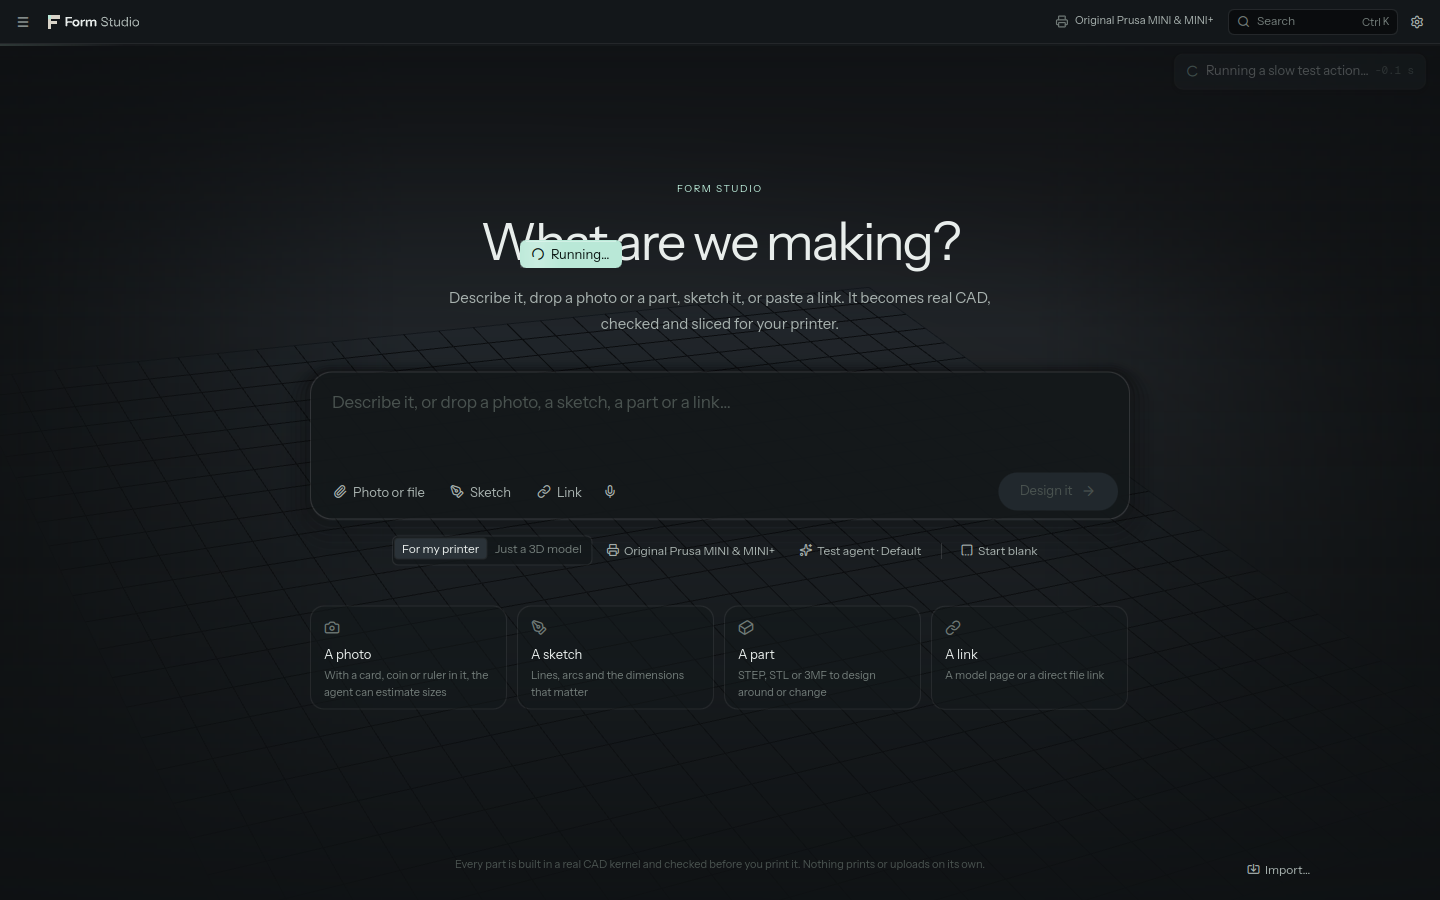 Form Studio
Original Prusa MINI & MINI+
Search
Ctrl K
Running a slow test action... -0.1 s
FORM STUDIO
What are we making?
Running...
Describe it, drop a photo or a part, sketch it, or paste a link. It becomes real CAD,
checked and sliced for your printer.
Describe it, or drop a photo, a sketch, a part or a link...
Photo or file
Sketch
Link
Design it
For my printer
Just a 3D model
Original Prusa MINI & MINI+
Test agent · Default
Start blank
A photo
With a card, coin or ruler in it, the
agent can estimate sizes
A sketch
Lines, arcs and the dimensions
that matter
A part
STEP, STL or 3MF to design
around or change
A link
A model page or a direct file link
Every part is built in a real CAD kernel and checked before you print it. Nothing prints or uploads on its own.
Import...